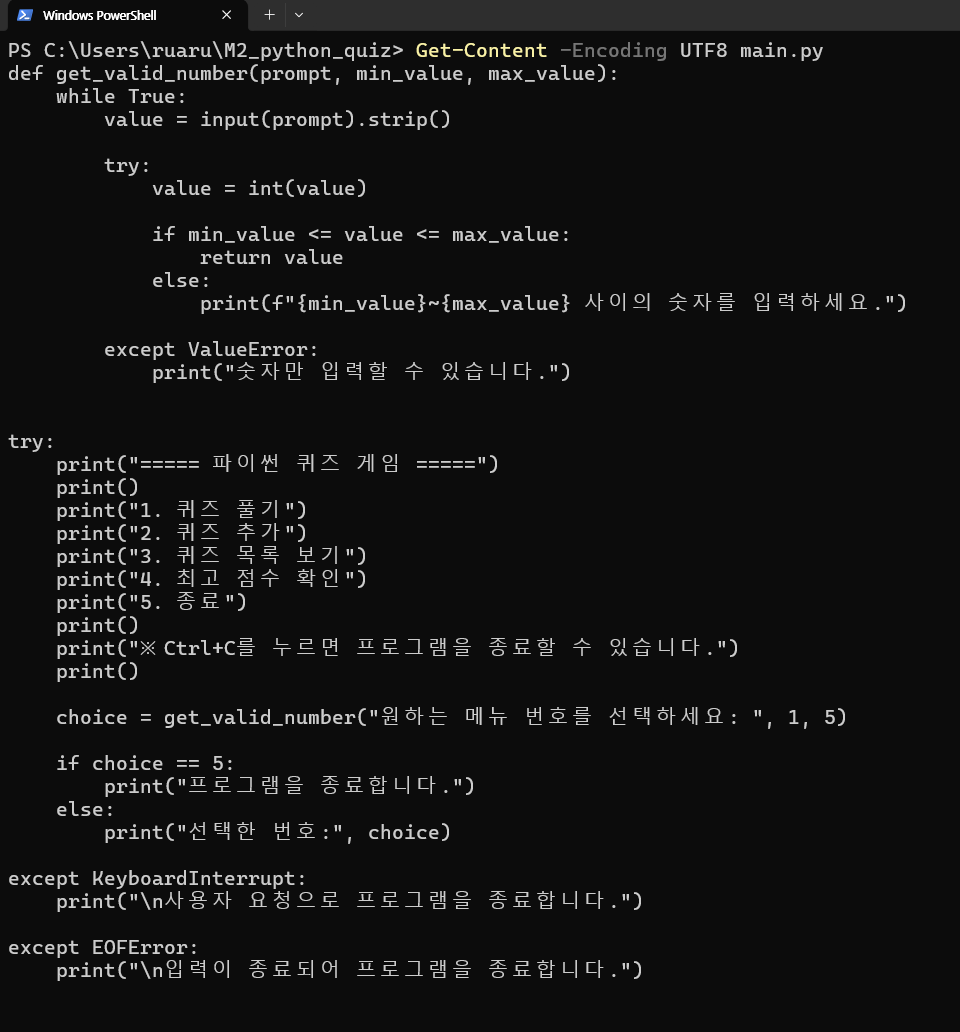 Windows PowerShell
PS C:\Users\ruaru\M2_python_quiz> Get-Content -Encoding UTF8 main.py
def get_valid_number(prompt, min_value, max_value):
    while True:
        value = input(prompt).strip()

        try:
            value = int(value)

            if min_value <= value <= max_value:
                return value
            else:
                print(f"{min_value}~{max_value} 사이의 숫자를 입력하세요.")

        except ValueError:
            print("숫자만 입력할 수 있습니다.")


try:
    print("===== 파이썬 퀴즈 게임 =====")
    print()
    print("1. 퀴즈 풀기")
    print("2. 퀴즈 추가")
    print("3. 퀴즈 목록 보기")
    print("4. 최고 점수 확인")
    print("5. 종료")
    print()
    print("※ Ctrl+C를 누르면 프로그램을 종료할 수 있습니다.")
    print()

    choice = get_valid_number("원하는 메뉴 번호를 선택하세요: ", 1, 5)

    if choice == 5:
        print("프로그램을 종료합니다.")
    else:
        print("선택한 번호:", choice)

except KeyboardInterrupt:
    print("\n사용자 요청으로 프로그램을 종료합니다.")

except EOFError:
    print("\n입력이 종료되어 프로그램을 종료합니다.")